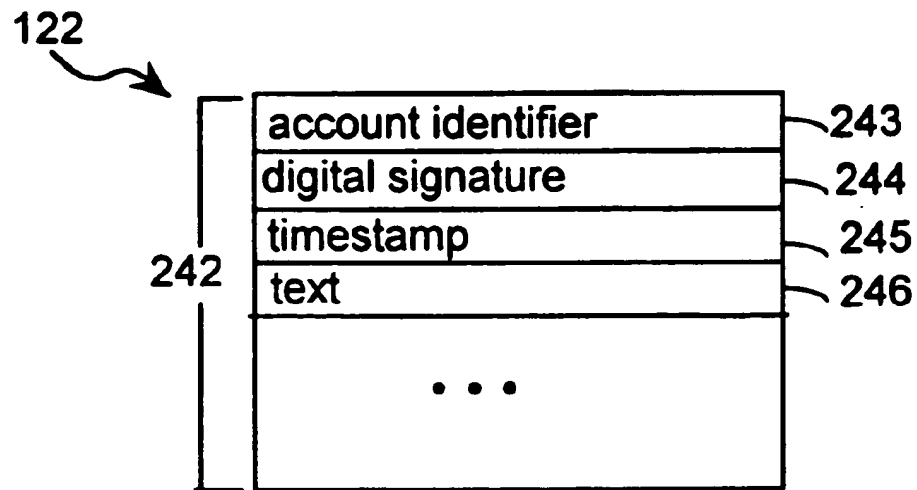 122
account identifier 243
digital signature 244
timestamp 245
242
text 246
...